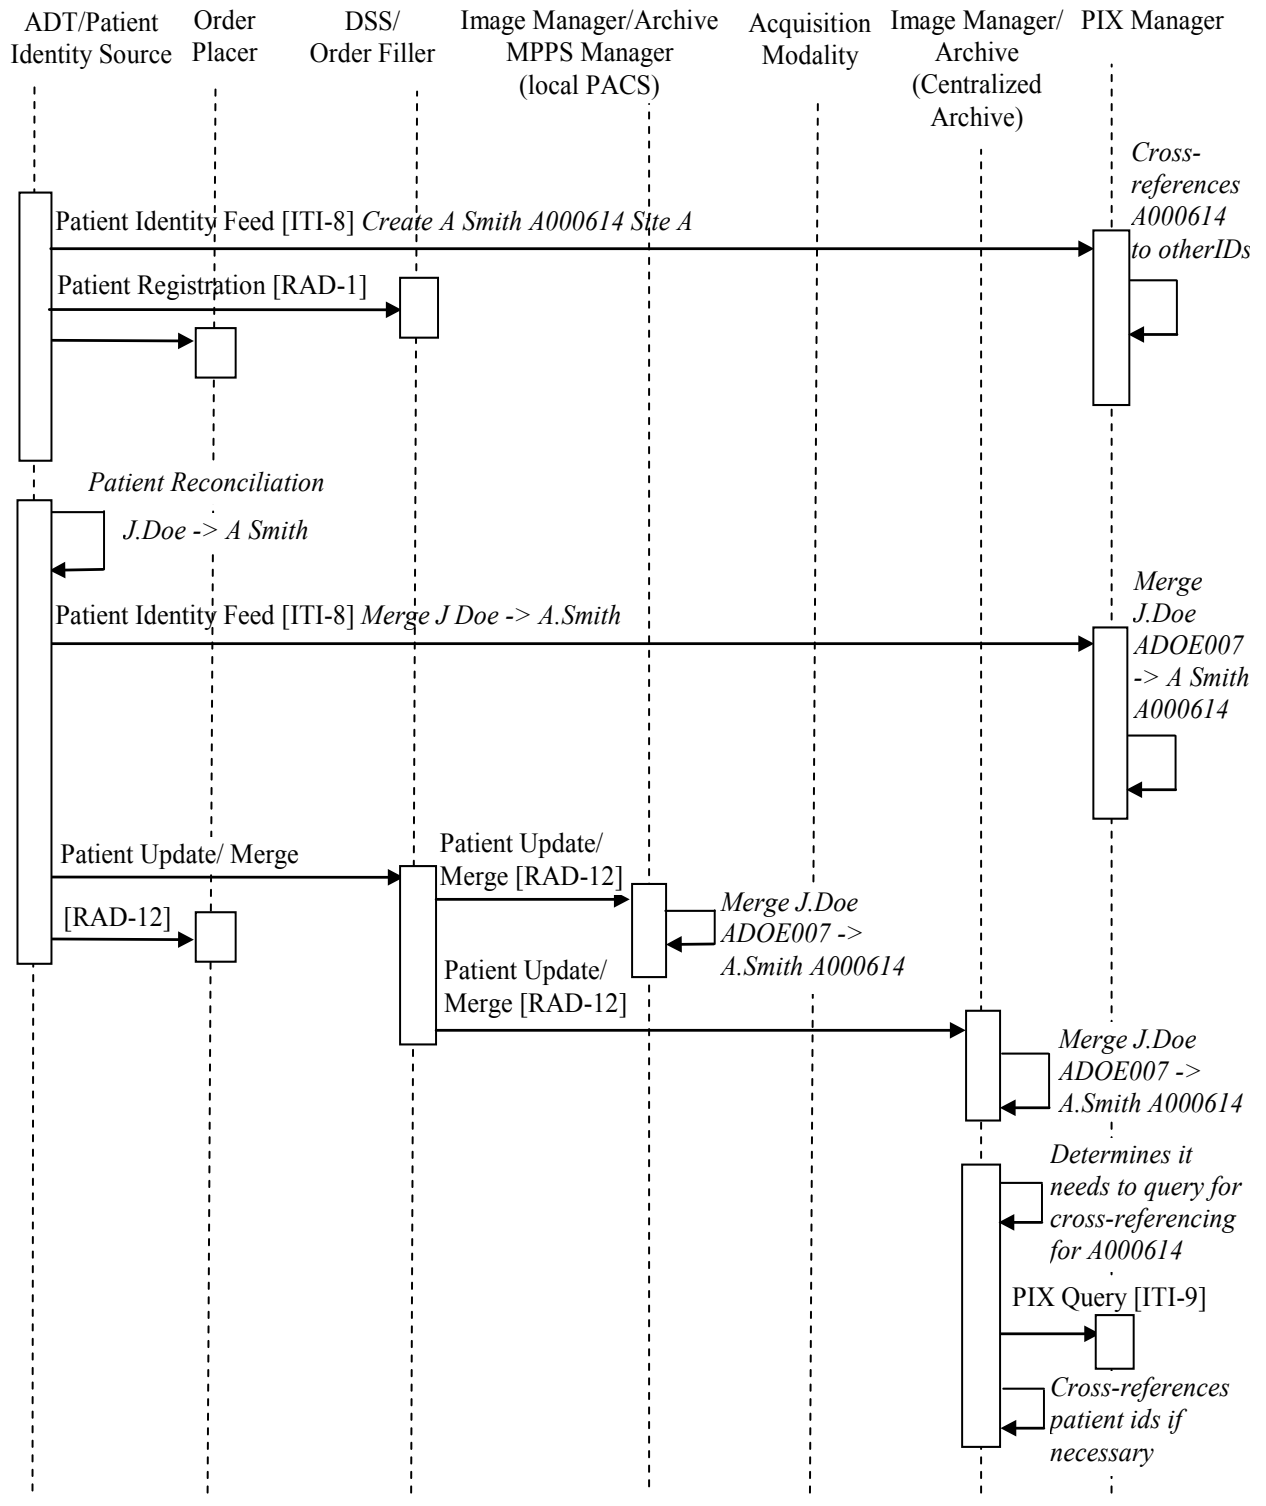 ADT/Patient
Identity Source
Order
Placer
DSS/
Order Filler
Image Manager/Archive
MPPS Manager
(local PACS)
Acquisition
Modality
Image Manager/
Archive
(Centralized
Archive)
PIX Manager
Cross-
references
A000614
to otherIDs
Patient Identity Feed [ITI-8] Create A Smith A000614 Site A
Patient Registration [RAD-1]
Patient Reconciliation
J.Doe -> A Smith
Patient Identity Feed [ITI-8] Merge J Doe -> A.Smith
Merge
J.Doe
ADOE007
-> A Smith
A000614
Patient Update/ Merge
[RAD-12]
Patient Update/
Merge [RAD-12]
Merge J.Doe
ADOE007 ->
A.Smith A000614
Patient Update/
Merge [RAD-12]
Merge J.Doe
ADOE007 ->
A.Smith A000614
Determines it
needs to query for
cross-referencing
for A000614
PIX Query [ITI-9]
Cross-references
patient ids if
necessary